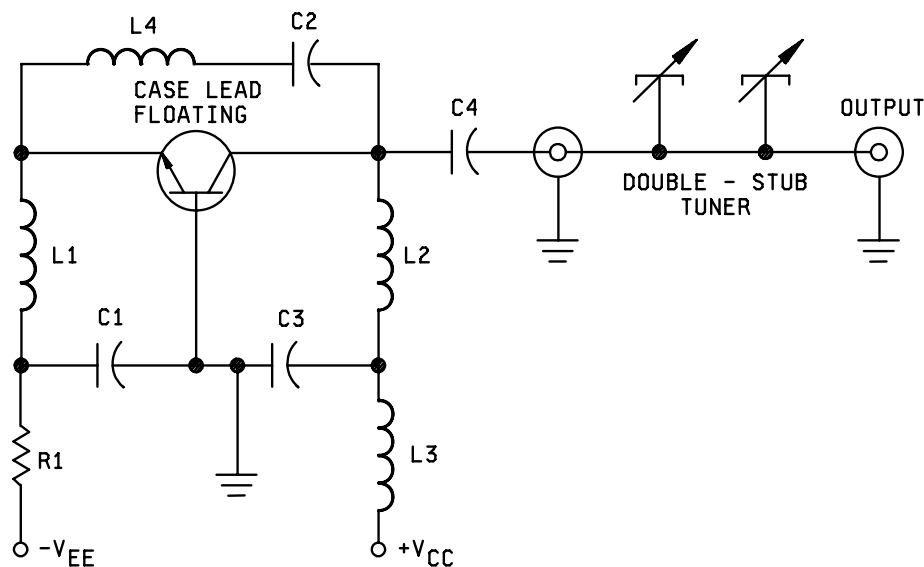 L4
C2
CASE LEAD
FLOATING
C4
OUTPUT
DOUBLE - STUB
TUNER
L1
L2
C1
C3
R1
L3
-VEE
+VCC